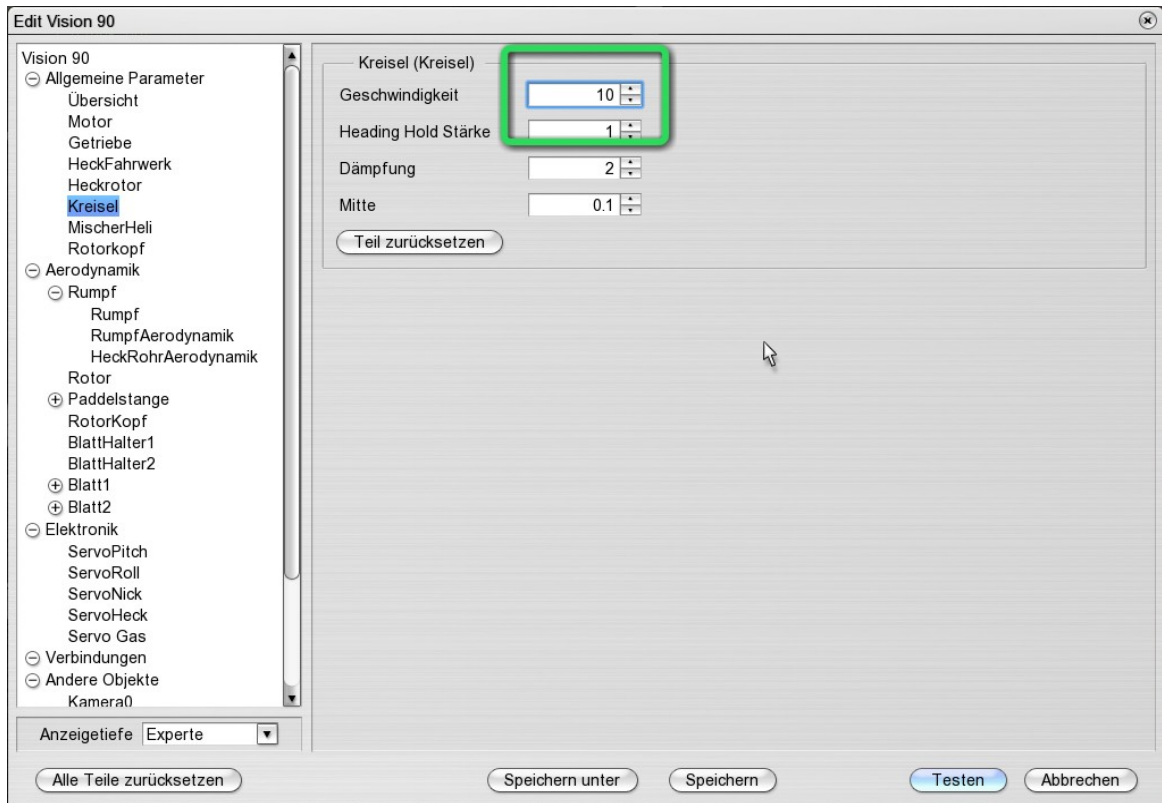 Edit Vision 90
Vision 90
Allgemeine Parameter
Übersicht
Motor
Getriebe
HeckFahrwerk
Heckrotor
Kreisel
MischerHeli
Rotorkopf
Aerodynamik
Rumpf
Rumpf
RumpfAerodynamik
HeckRohrAerodynamik
Rotor
Paddelstange
RotorKopf
BlattHalter1
BlattHalter2
Blatt1
Blatt2
Elektronik
ServoPitch
ServoRoll
ServoNick
ServoHeck
Servo Gas
Verbindungen
Andere Objekte
Kamera0
Anzeigetiefe Experte
Kreisel (Kreisel)
Geschwindigkeit 10
Heading Hold Stärke 1
Dämpfung 2
Mitte 0.1
Teil zurücksetzen
Alle Teile zurücksetzen Speichern unter Speichern Testen Abbrechen